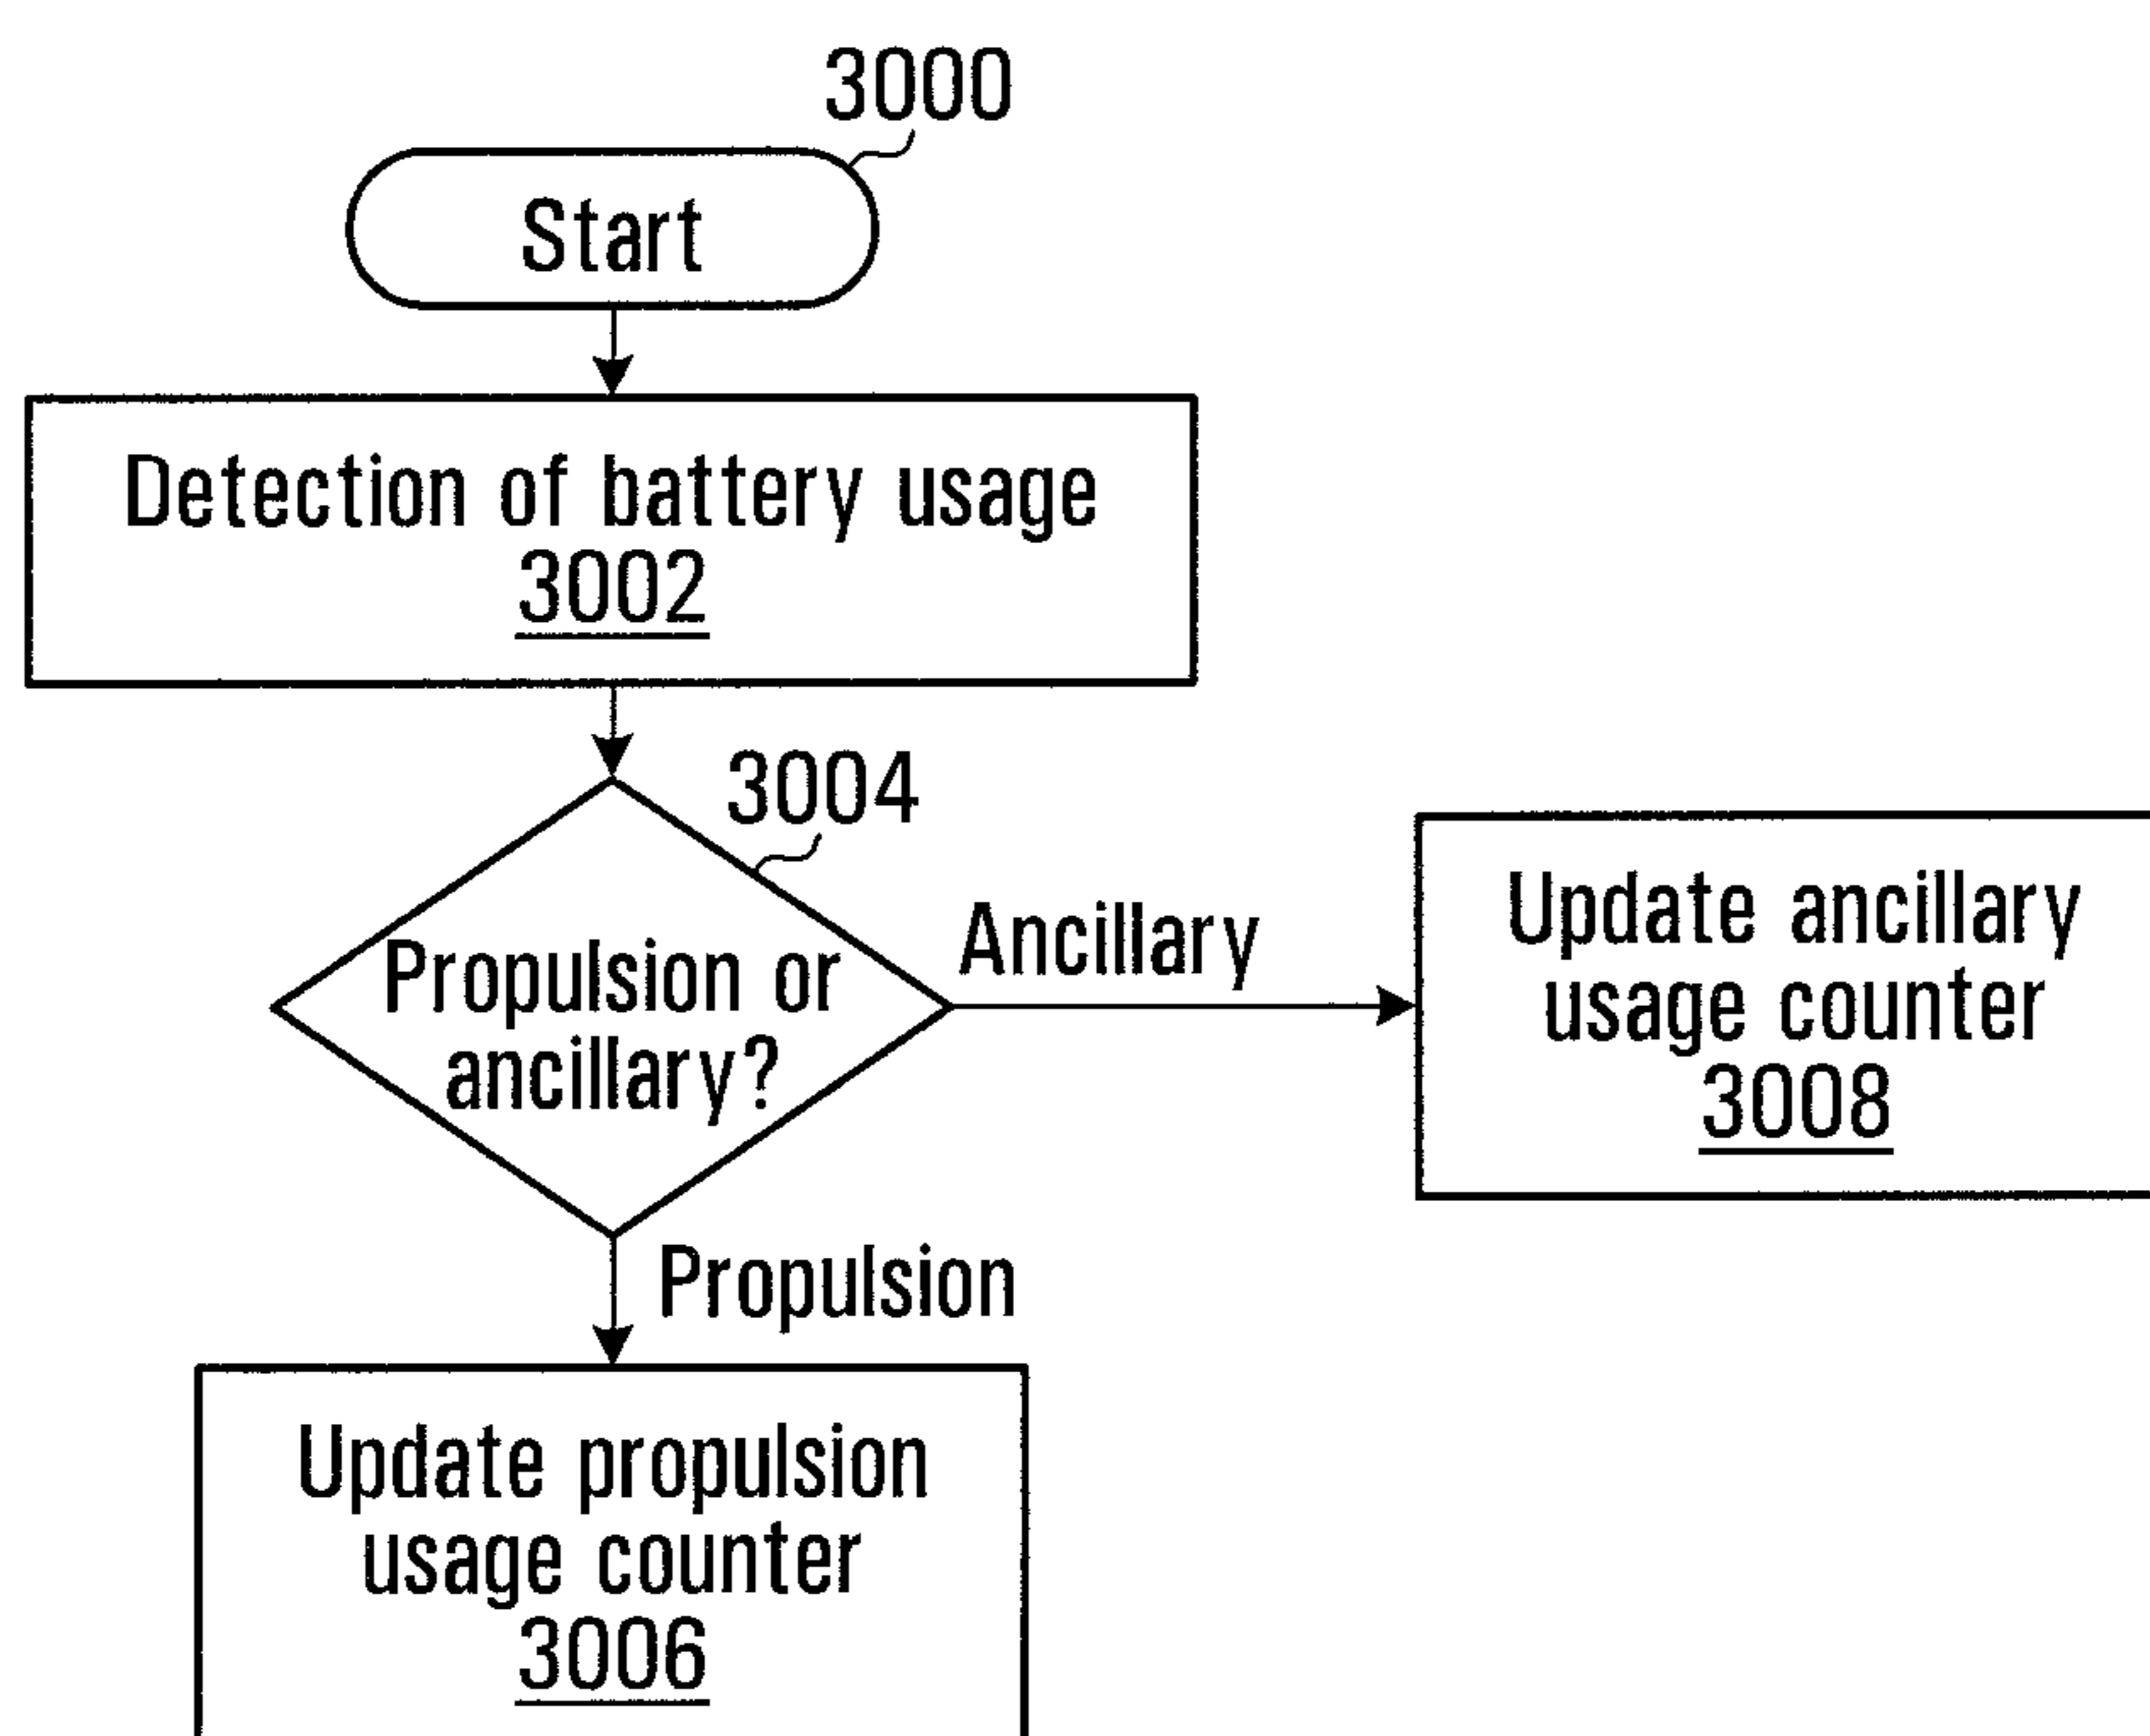 3000
Start
Detection of battery usage
3002
3004
Propulsion or
ancillary?
Ancillary
Update ancillary
usage counter
3008
Propulsion
Update propulsion
usage counter
3006